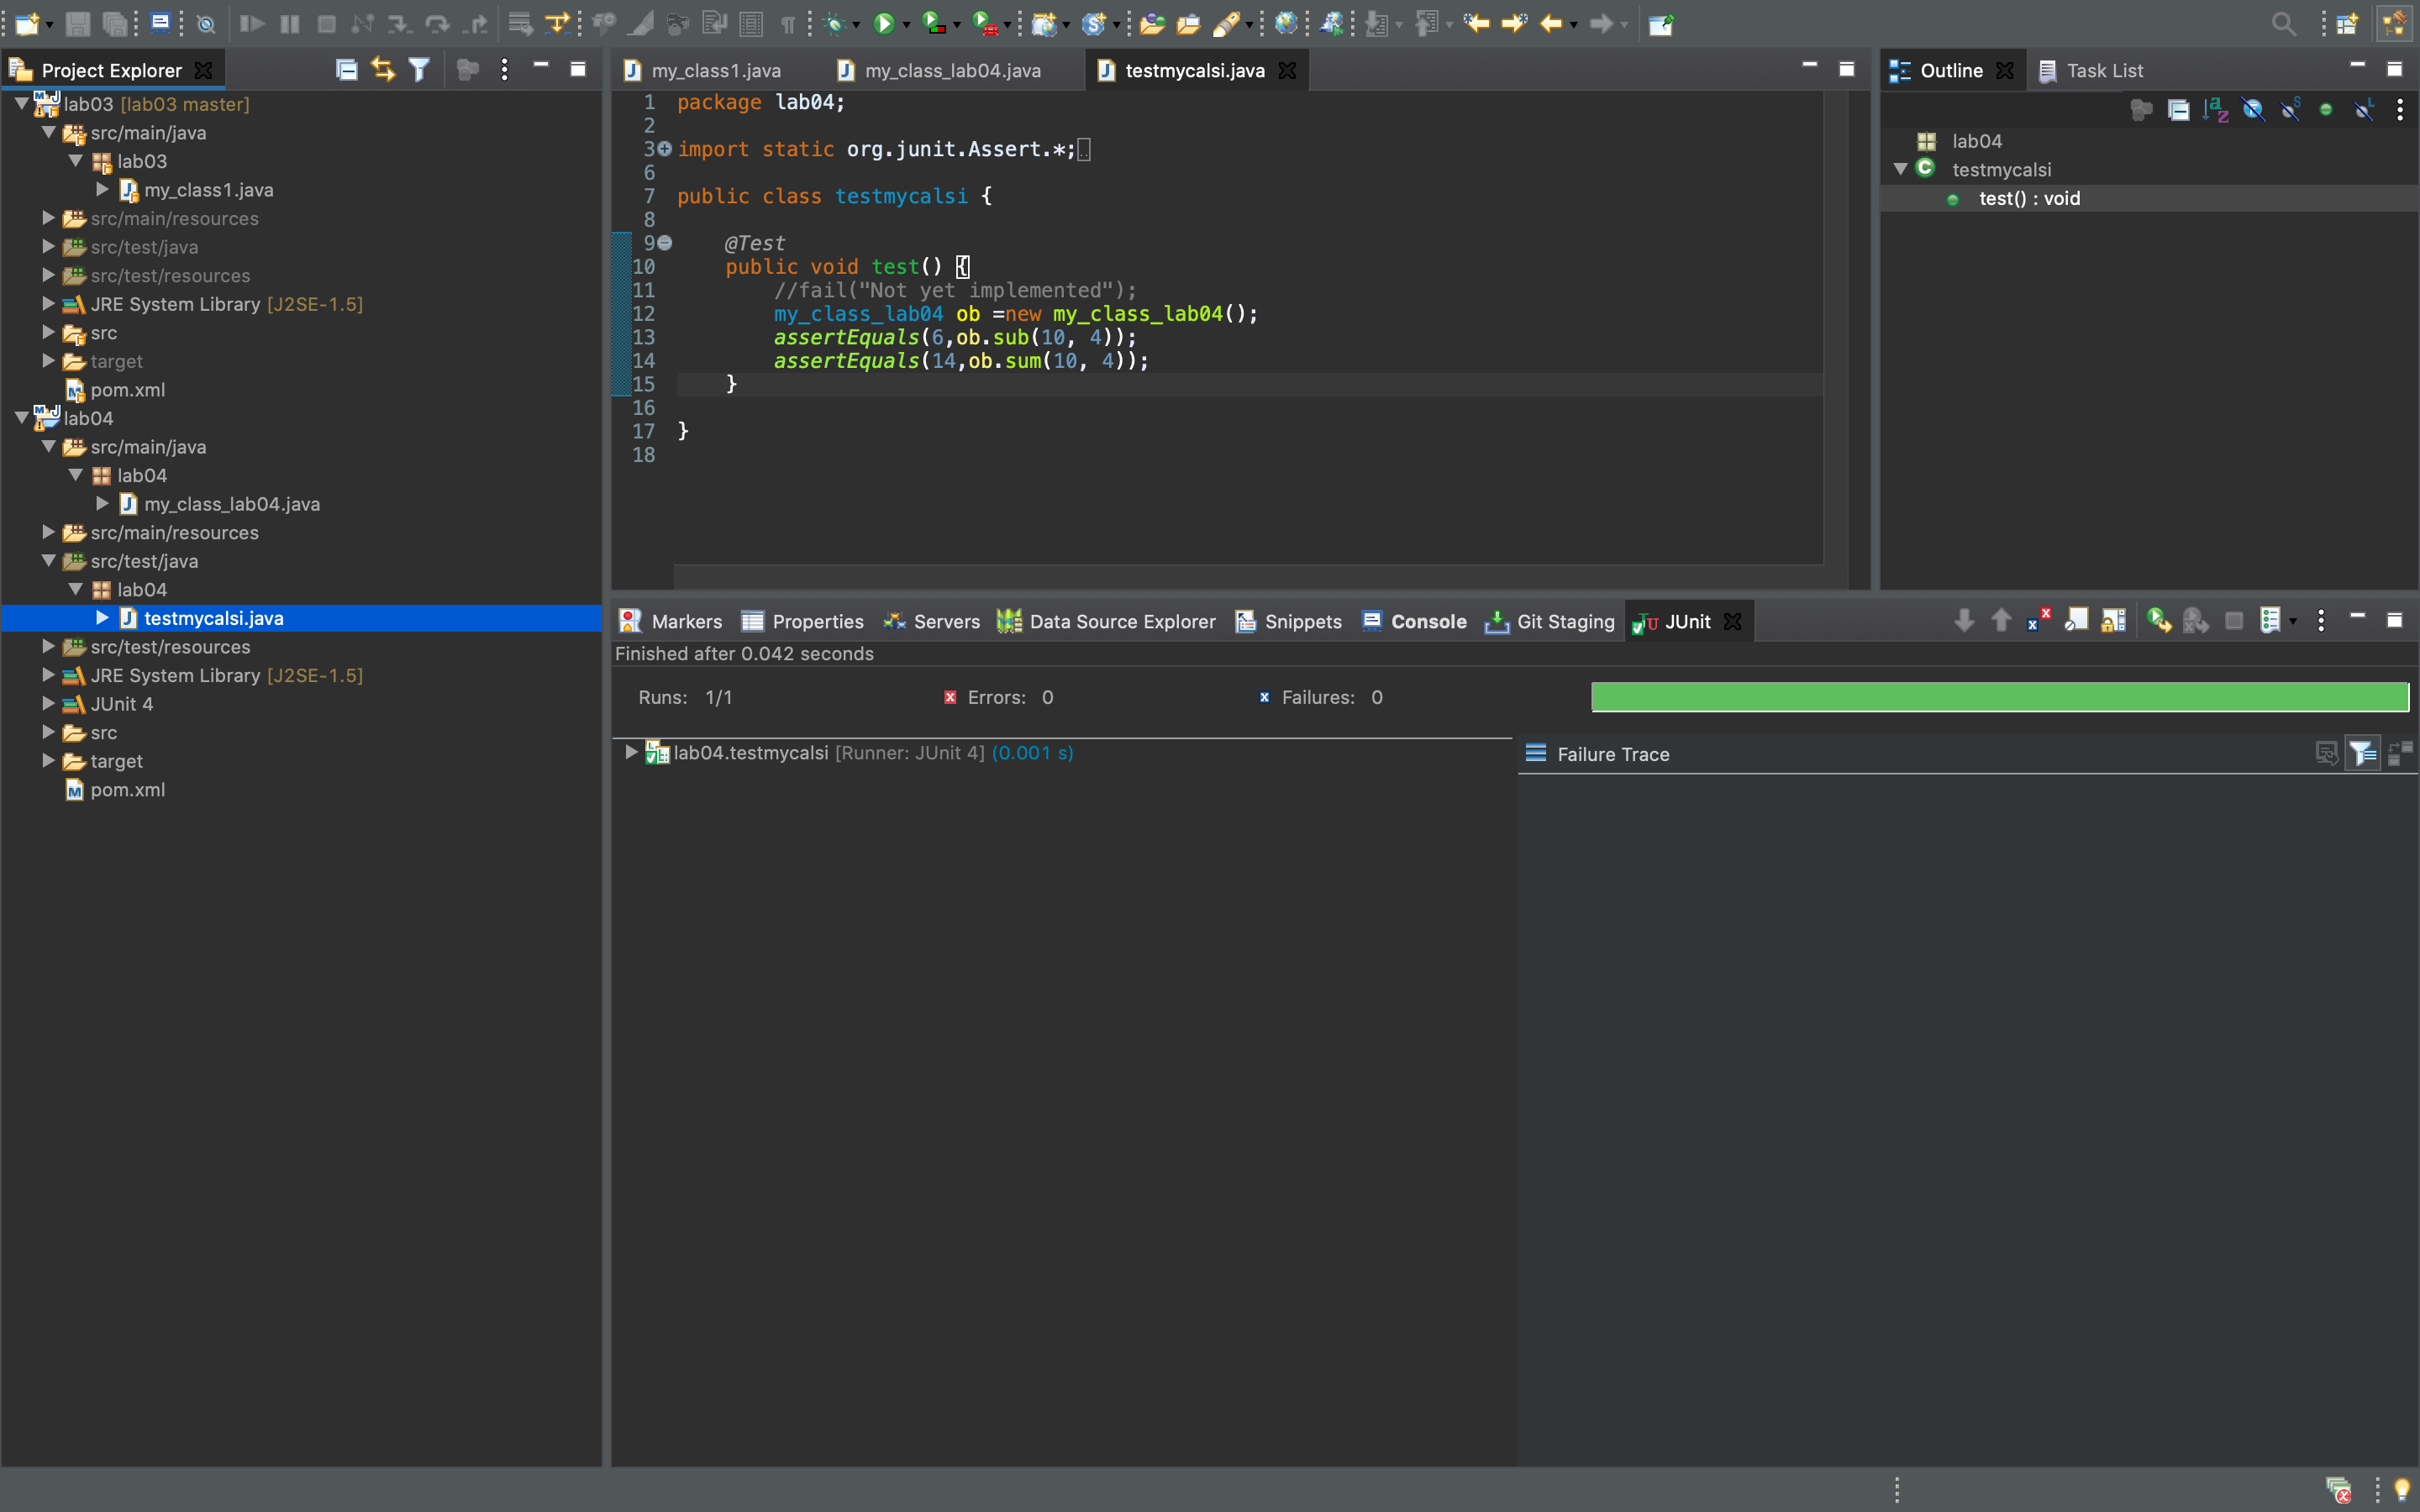 Project Explorer
lab03 [lab03 master]
src/main/java
lab03
my_class1.java
src/main/resources
src/test/java
src/test/resources
JRE System Library [J2SE-1.5]
src
target
pom.xml
lab04
src/main/java
lab04
my_class_lab04.java
src/main/resources
src/test/java
lab04
testmycalsi.java
src/test/resources
JRE System Library [J2SE-1.5]
JUnit 4
src
target
pom.xml
my_class1.java my_class_lab04.java testmycalsi.java
1 package lab04;
2
3 import static org.junit.Assert.*;
6
7 public class testmycalsi {
8
9 @Test
10 public void test() {
11 //fail("Not yet implemented");
12 my_class_lab04 ob =new my_class_lab04();
13 assertEquals(6,ob.sub(10, 4));
14 assertEquals(14,ob.sum(10, 4));
15 }
16
17 }
18
Outline Task List
lab04
testmycalsi
test() : void
Markers Properties Servers Data Source Explorer Snippets Console Git Staging JUnit
Finished after 0.042 seconds
Runs: 1/1 Errors: 0 Failures: 0
lab04.testmycalsi [Runner: JUnit 4] (0.001 s)
Failure Trace